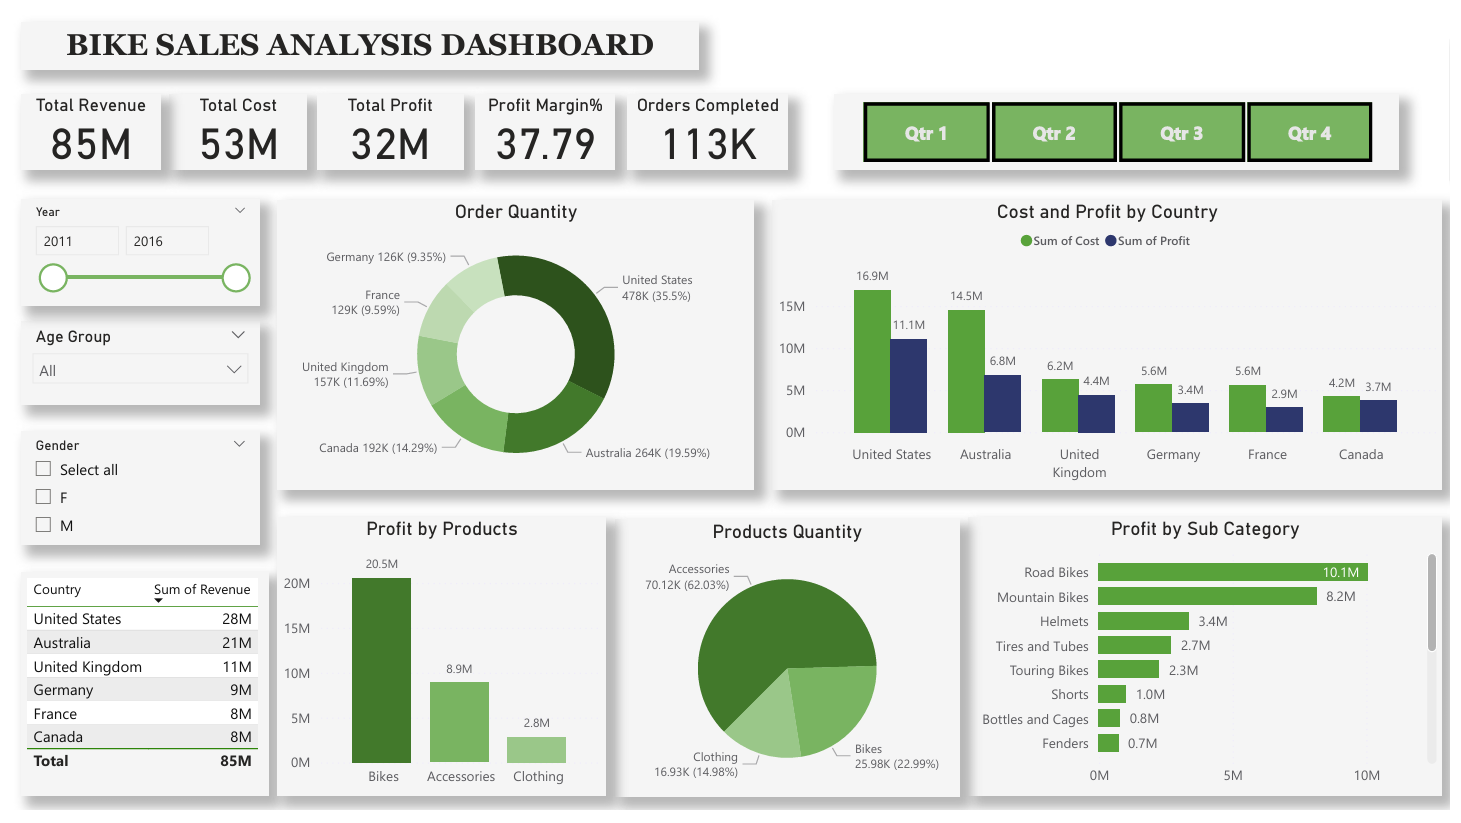 BIKE SALES ANALYSIS DASHBOARD
Total Revenue
85M
Total Cost
53M
Total Profit
32M
Profit Margin%
37.79
Orders Completed
113K
Qtr 1
Qtr 2
Qtr 3
Qtr 4
Year
2011
2016
Age Group
All
Gender
Select all
F
M
Country Sum of Revenue
United States 28M
Australia 21M
United Kingdom 11M
Germany 9M
France 8M
Canada 8M
Total 85M
Order Quantity
Germany 126K (9.35%)
United States
478K (35.5%)
France
129K (9.59%)
United Kingdom
157K (11.69%)
Canada 192K (14.29%)
Australia 264K (19.59%)
Cost and Profit by Country
Sum of Cost Sum of Profit
15M
10M
5M
0M
16.9M
11.1M
14.5M
6.8M
6.2M
4.4M
5.6M
3.4M
5.6M
2.9M
4.2M
3.7M
United States
Australia
United
Kingdom
Germany
France
Canada
Profit by Products
20M
15M
10M
5M
0M
20.5M
8.9M
2.8M
Bikes
Accessories
Clothing
Products Quantity
Accessories
70.12K (62.03%)
Clothing
16.93K (14.98%)
Bikes
25.98K (22.99%)
Profit by Sub Category
Road Bikes 10.1M
Mountain Bikes 8.2M
Helmets 3.4M
Tires and Tubes 2.7M
Touring Bikes 2.3M
Shorts 1.0M
Bottles and Cages 0.8M
Fenders 0.7M
0M 5M 10M